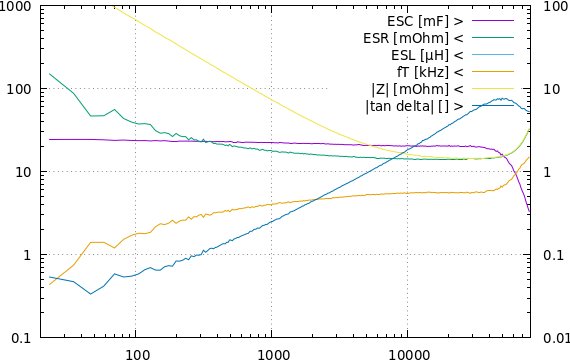 1000
100
10
1
0.1
100
10
1
0.1
0.01
100
1000
10000
ESC [mF] >
ESR [mOhm] <
ESL [µH] <
fT [kHz] <
|Z| [mOhm] <
|tan delta| [] >